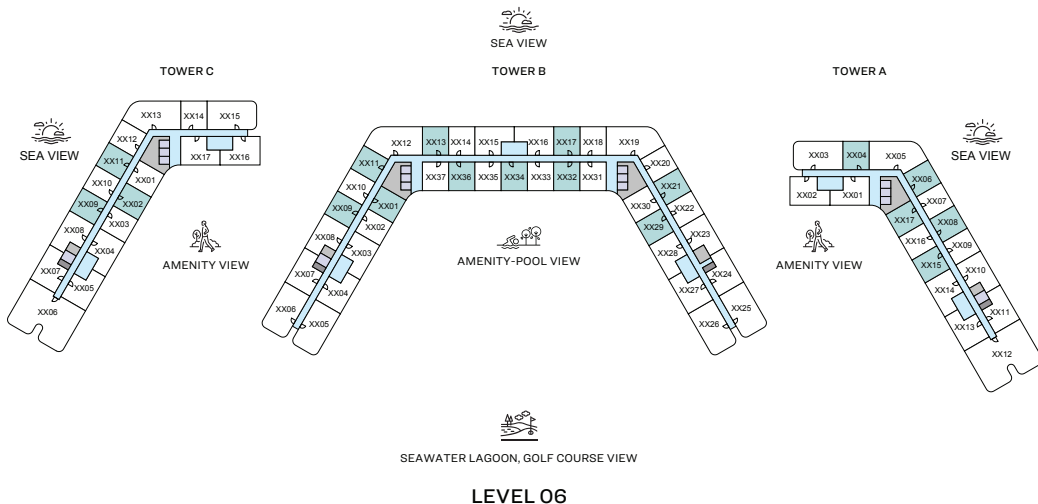 SEA VIEW
TOWER C
TOWER B
TOWER A
SEA VIEW
SEA VIEW
XX13
XX14
XX15
XX12
XX11
XX17
XX16
XX01
XX10
XX02
XX09
XX03
XX08
XX04
XX07
XX05
XX06
AMENITY VIEW
XX12
XX13
XX14
XX15
XX16
XX17
XX18
XX19
XX11
XX37
XX36
XX35
XX34
XX33
XX32
XX31
XX20
XX10
XX01
XX30
XX21
XX09
XX02
XX29
XX22
XX08
XX03
XX28
XX23
XX07
XX04
XX27
XX24
XX06
XX05
XX26
XX25
AMENITY-POOL VIEW
XX03
XX04
XX05
XX02
XX01
XX06
XX07
XX17
XX08
XX16
XX09
XX15
XX10
XX14
XX11
XX13
XX12
AMENITY VIEW
SEAWATER LAGOON, GOLF COURSE VIEW
LEVEL 06